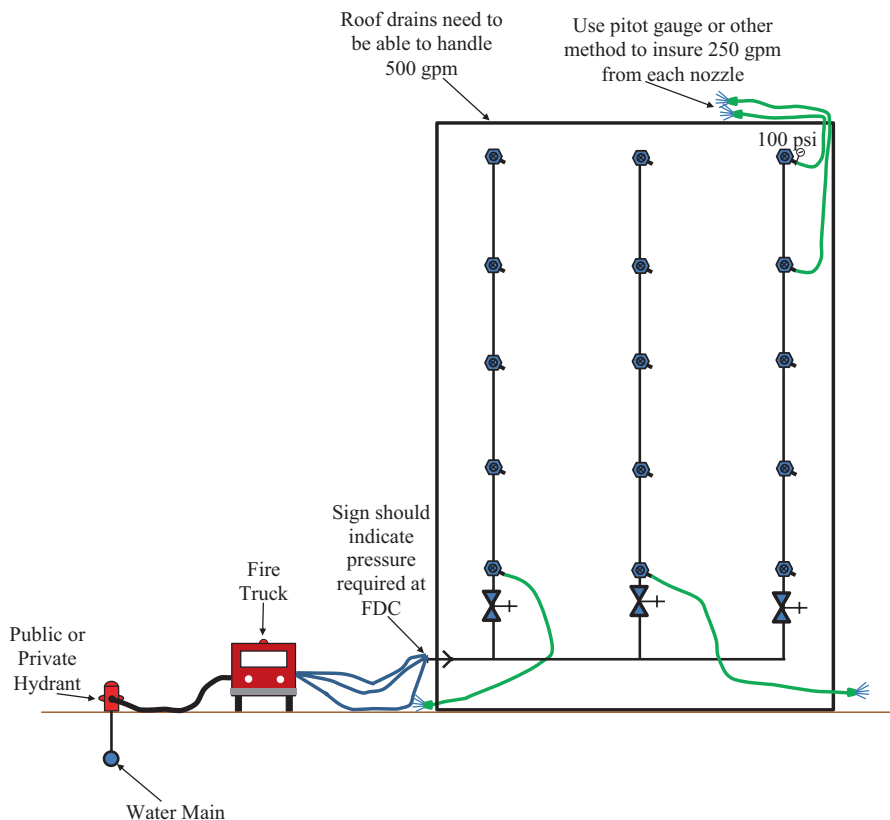 Roof drains need to
be able to handle
500 gpm
Use pitot gauge or other
method to insure 250 gpm
from each nozzle
100 psi
Sign should
indicate
pressure
required at
FDC
Fire
Truck
Public or
Private
Hydrant
Water Main